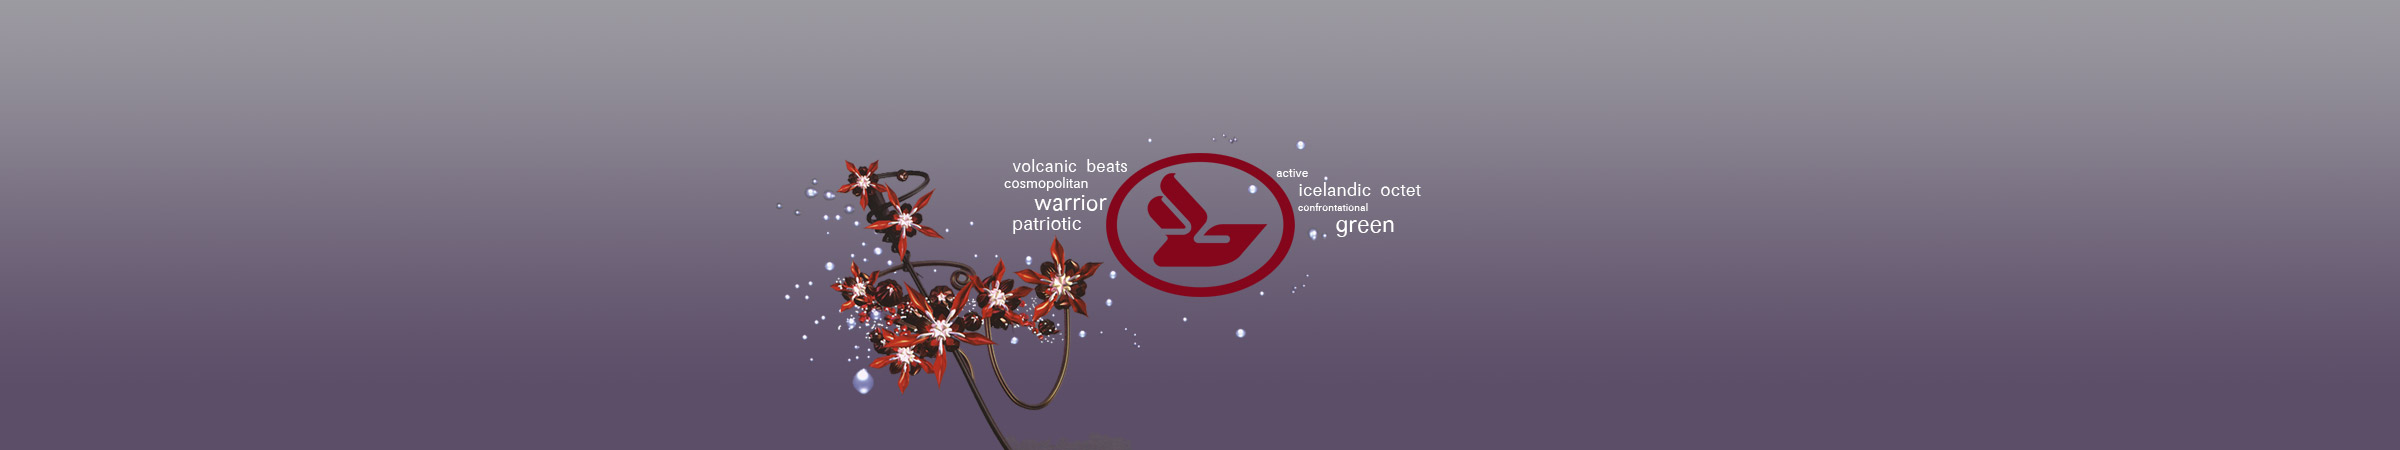 volcanic beats
cosmopolitan
warrior
patriotic
active
icelandic octet
confrontational
green